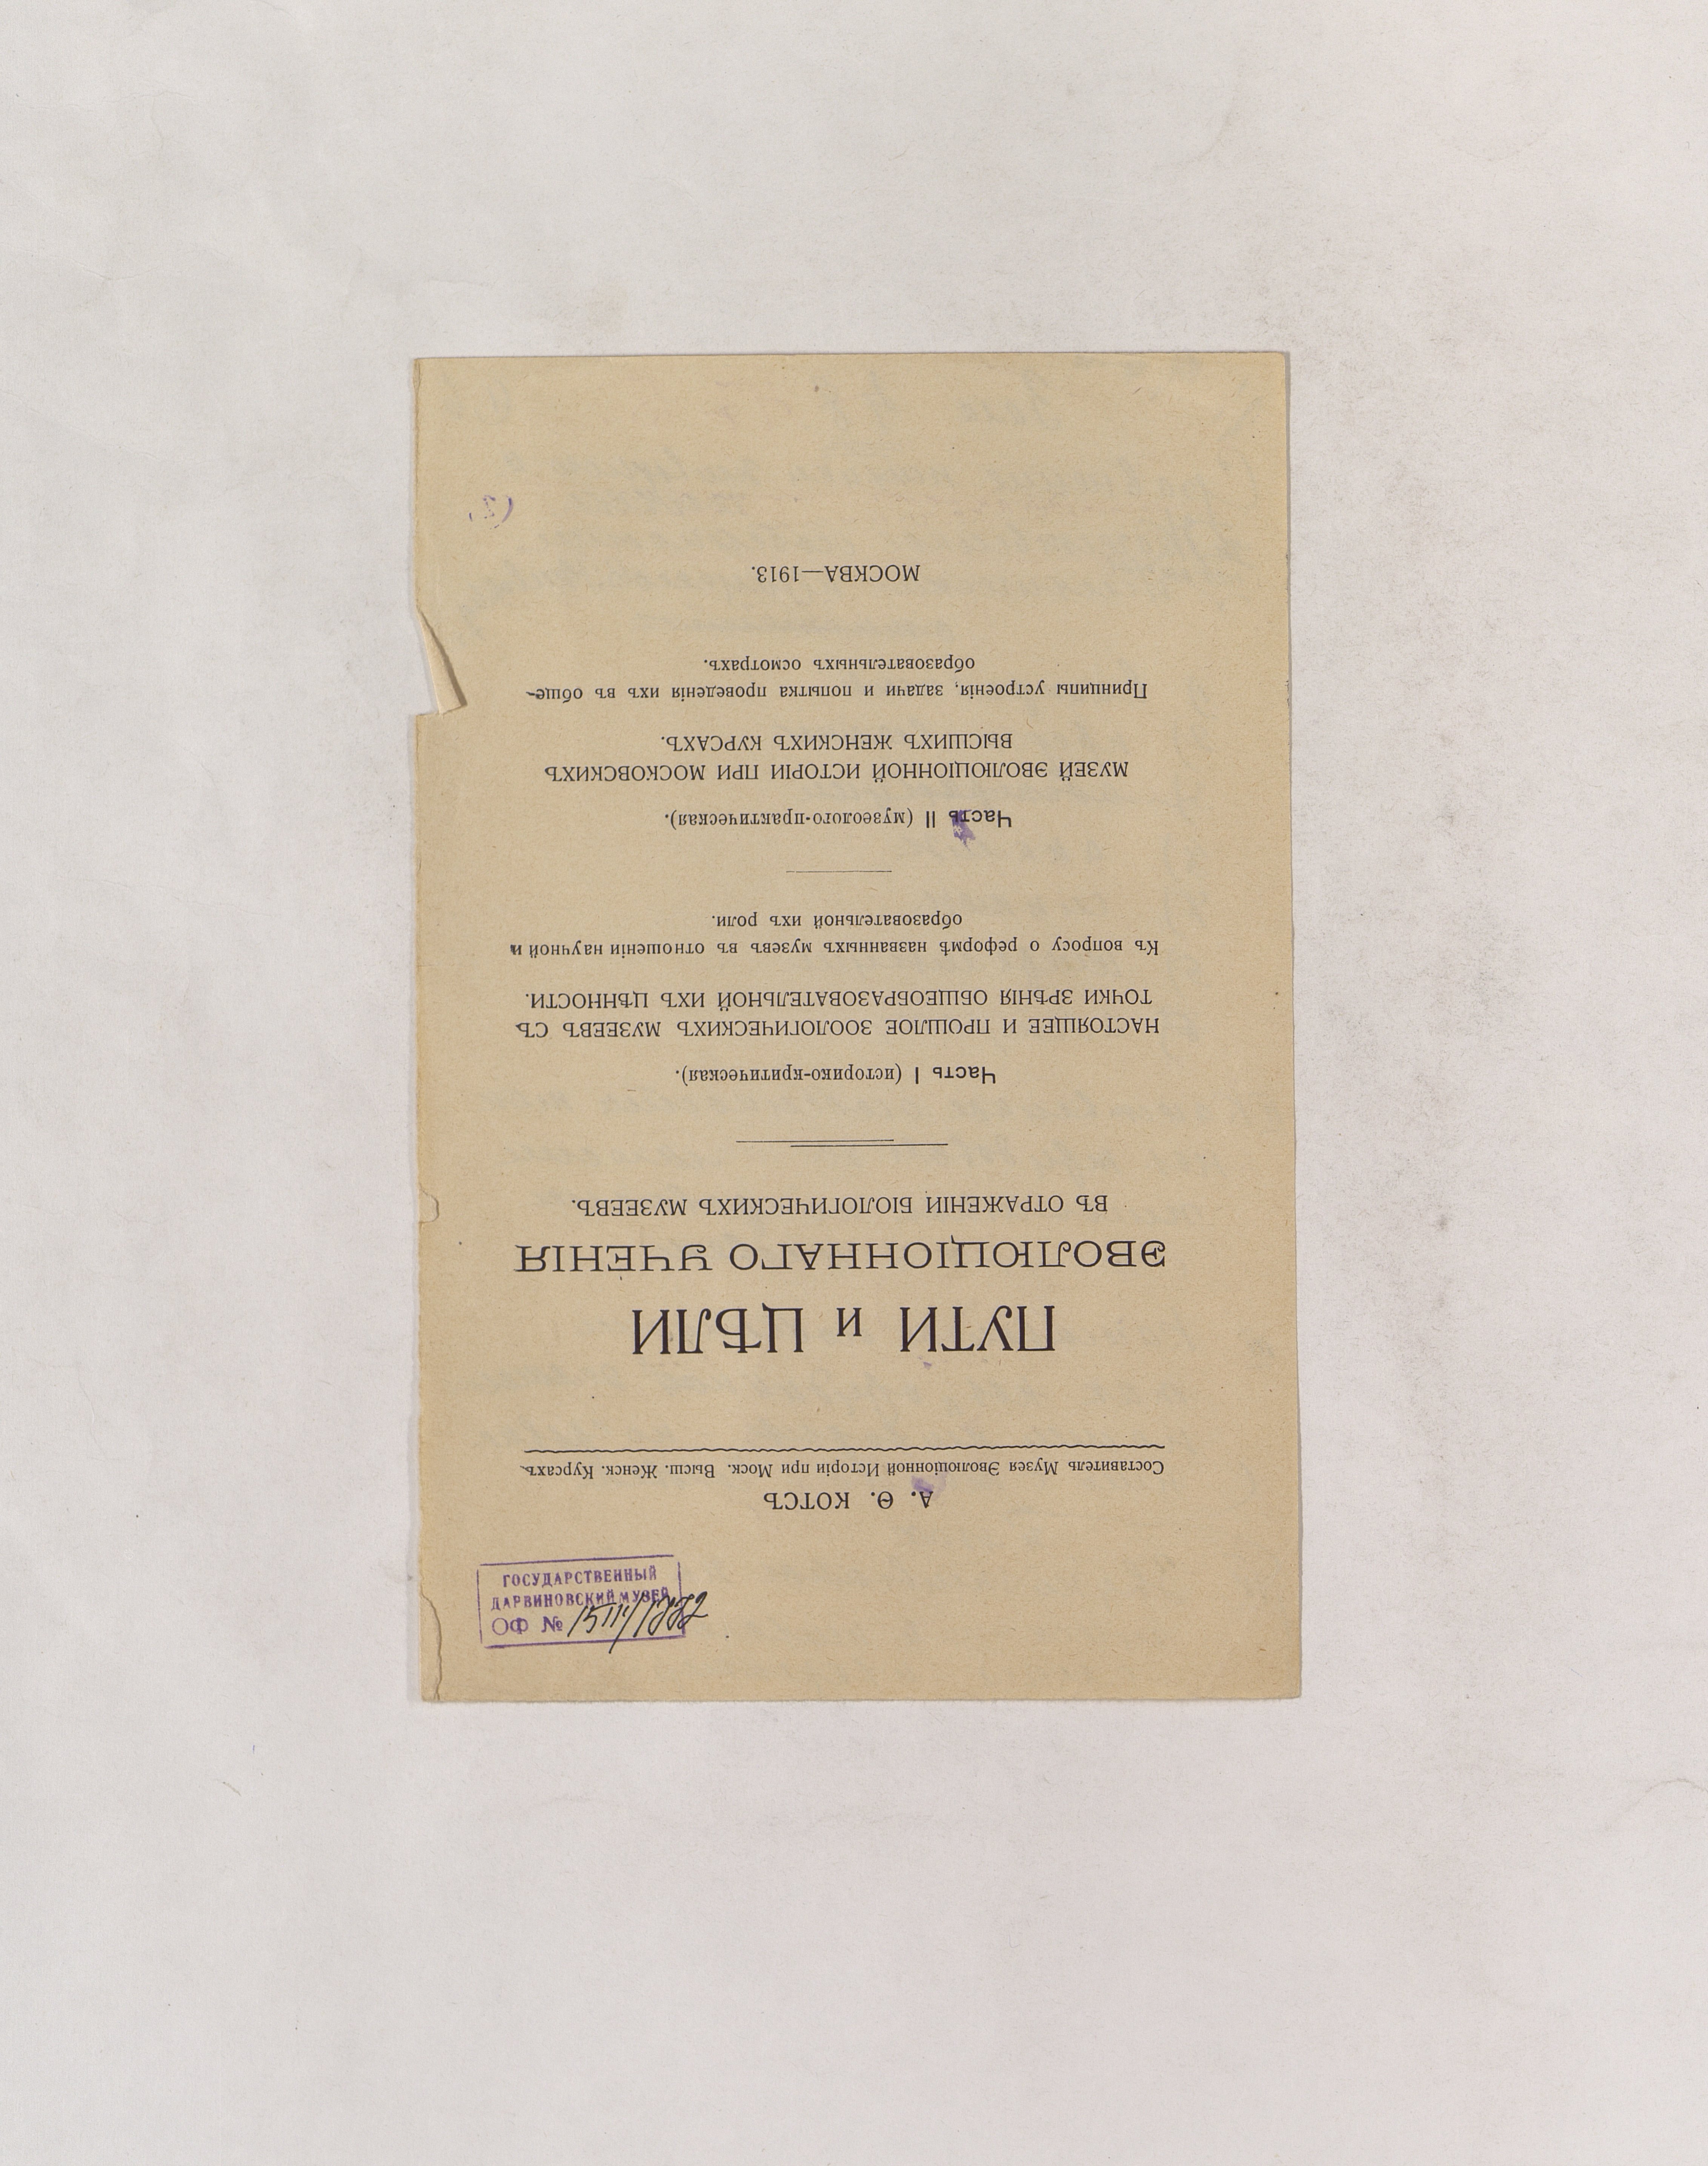 А. Ѳ. КОТСЪ
Составитель Музея Эволюціонной Исторіи при Моск. Высш. Женск. Курсахъ.
ПУТИ и ЦѢЛИ
ЭВОЛЮЦІОННАГО УЧЕНІЯ
ВЪ ОТРАЖЕНІИ БІОЛОГИЧЕСКИХЪ МУЗЕЕВЪ.
Часть I (историко-критическая).
НАСТОЯЩЕЕ И ПРОШЛОЕ ЗООЛОГИЧЕСКИХЪ МУЗЕЕВЪ СЪ
ТОЧКИ ЗРѢНІЯ ОБЩЕОБРАЗОВАТЕЛЬНОЙ ИХЪ ЦѢННОСТИ.
Къ вопросу о реформѣ названныхъ музеевъ въ отношеніи научной и
образовательной ихъ роли.
Часть II (музеолого-практическая).
МУЗЕЙ ЭВОЛЮЦІОННОЙ ИСТОРІИ ПРИ МОСКОВСКИХЪ
ВЫСШИХЪ ЖЕНСКИХЪ КУРСАХЪ.
Принципы устроенія, задачи и попытка проведенія ихъ въ обще-
образовательныхъ осмотрахъ.
МОСКВА—1913.
ГОСУДАРСТВЕННЫЙ
ДАРВИНОВСКИЙ МУЗЕЙ
ОФ №